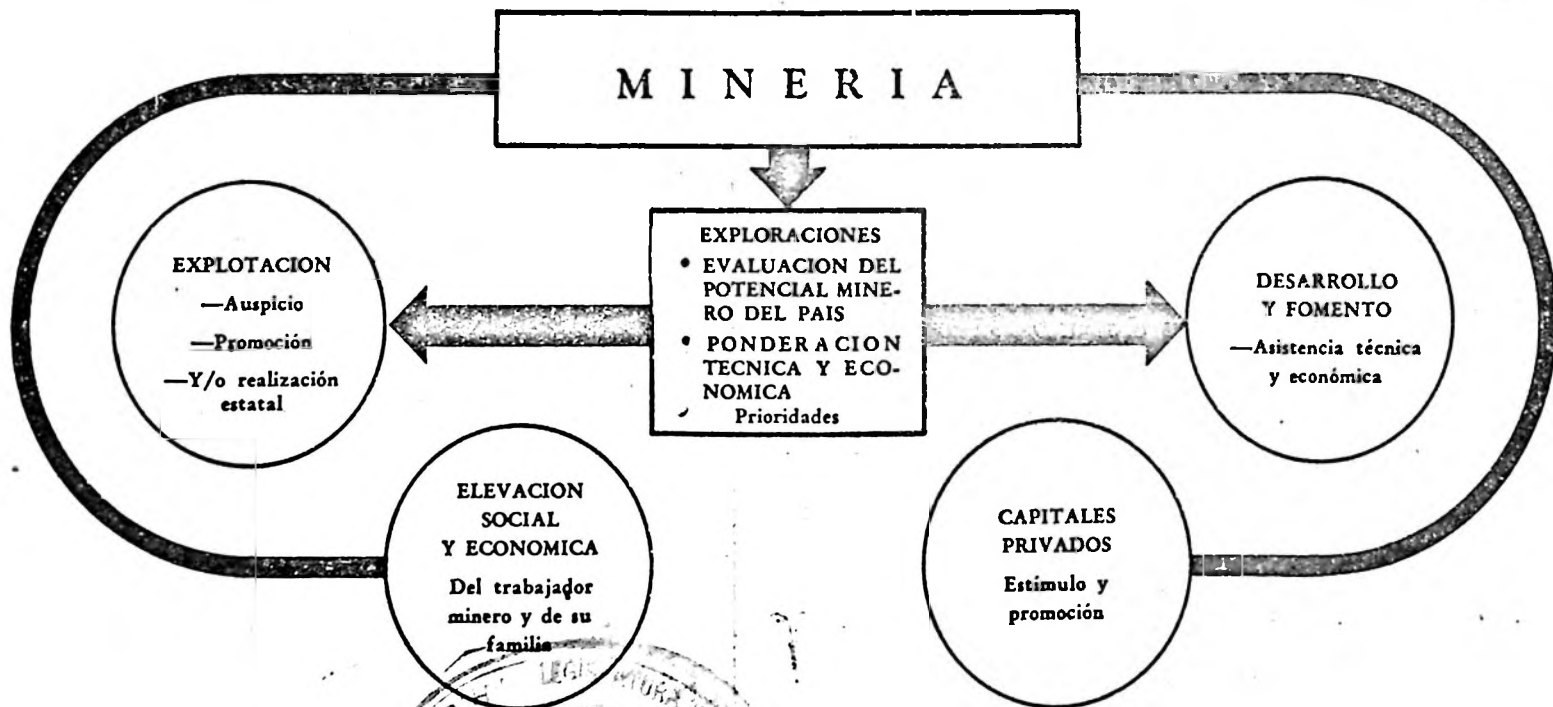 MINERIA
EXPLORACIONES
• EVALUACION DEL
POTENCIAL MINE-
RO DEL PAIS
• PONDERACION
TECNICA Y ECO-
NOMICA
Prioridades
EXPLOTACION
—Auspicio
—Promoción
—Y/o realización
estatal
DESARROLLO
Y FOMENTO
—Asistencia técnica
y económica
ELEVACION
SOCIAL
Y ECONOMICA
Del trabajador
minero y de su
familia
CAPITALES
PRIVADOS
Estímulo y
promoción